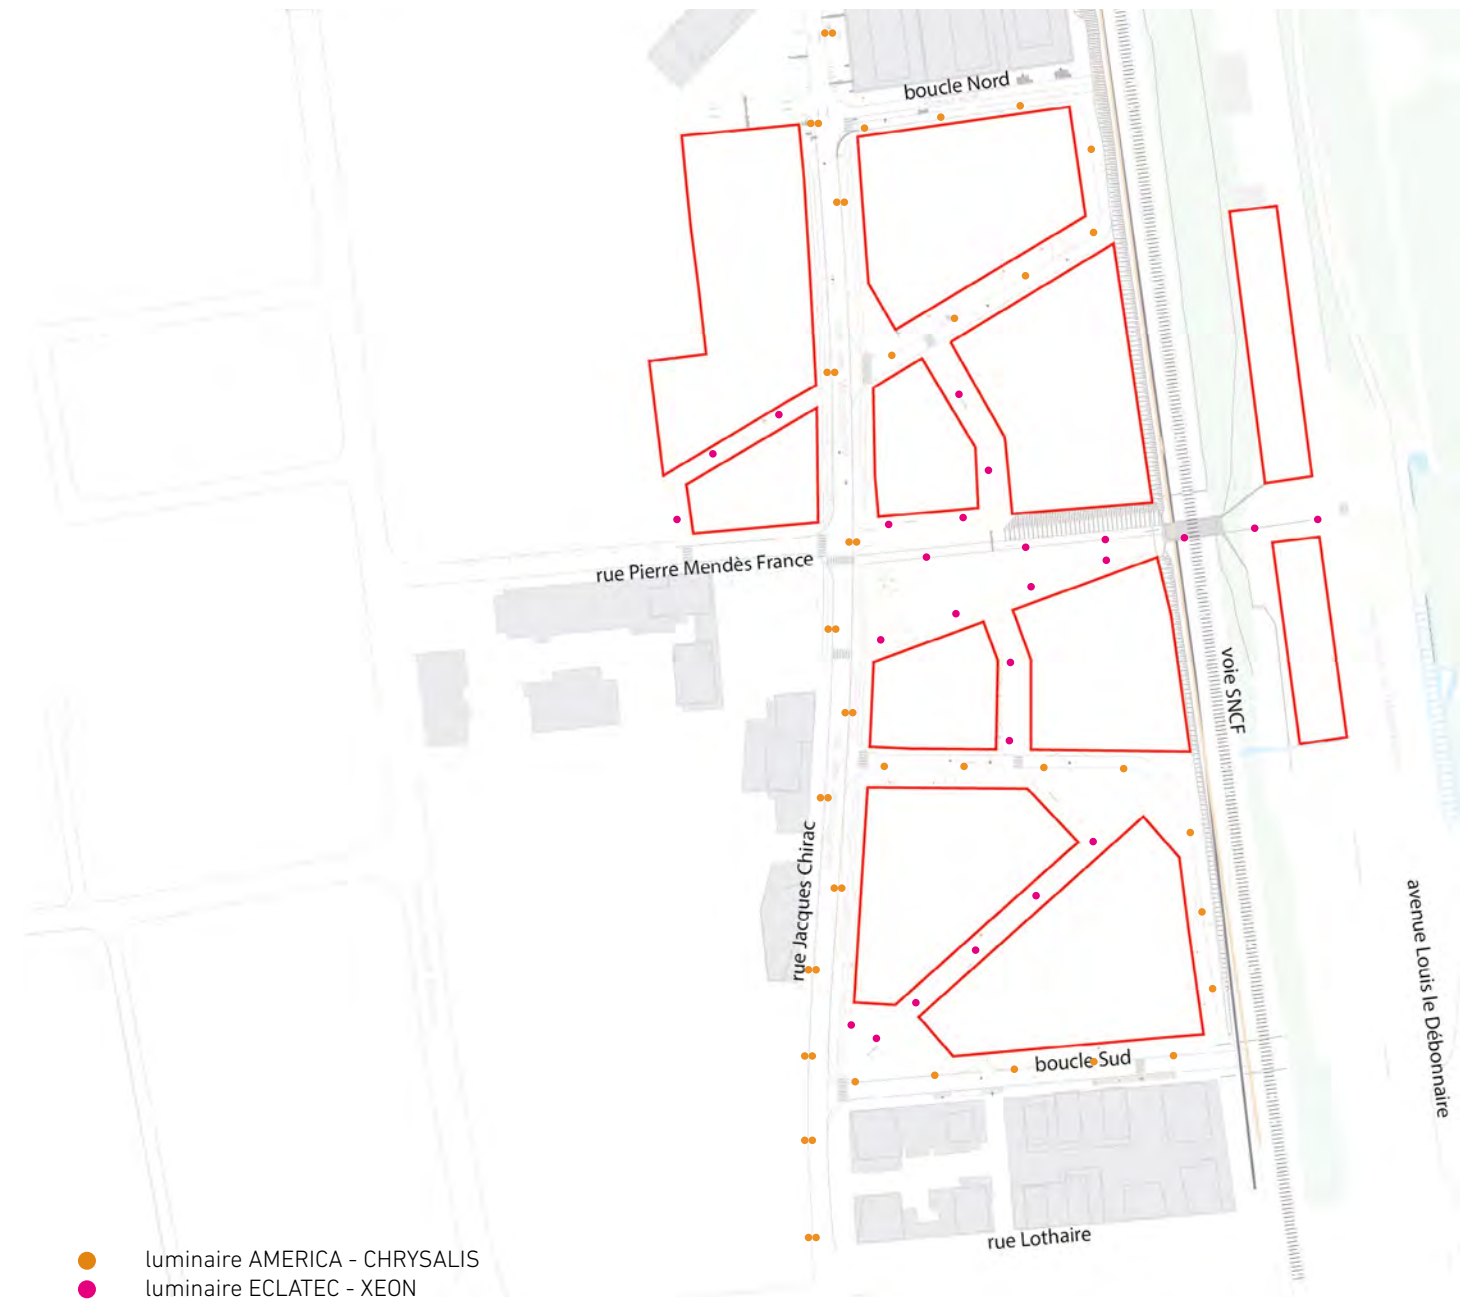 boucle Nord
rue Pierre Mendès France
voie SNCF
rue Jacques Chirac
avenue Louis le Débonnaire
boucle Sud
rue Lothaire
luminaire AMERICA - CHRYSALIS
luminaire ECLATEC - XEON